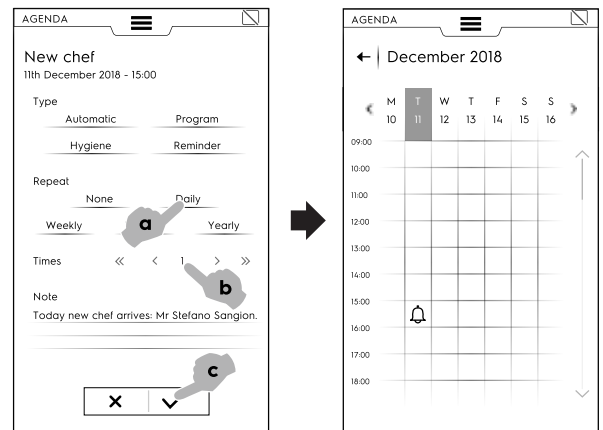 AGENDA
New chef
11th December 2018 - 15:00
Type
Automatic Program
Hygiene Reminder
Repeat
None Daily
Weekly Yearly
a
Times << < 1 > >>
b
Note
Today new chef arrives: Mr Stefano Sangion.
c
AGENDA
December 2018
M T W T F S S
10 11 12 13 14 15 16
09:00
10:00
11:00
12:00
13:00
14:00
15:00
16:00
17:00
18:00